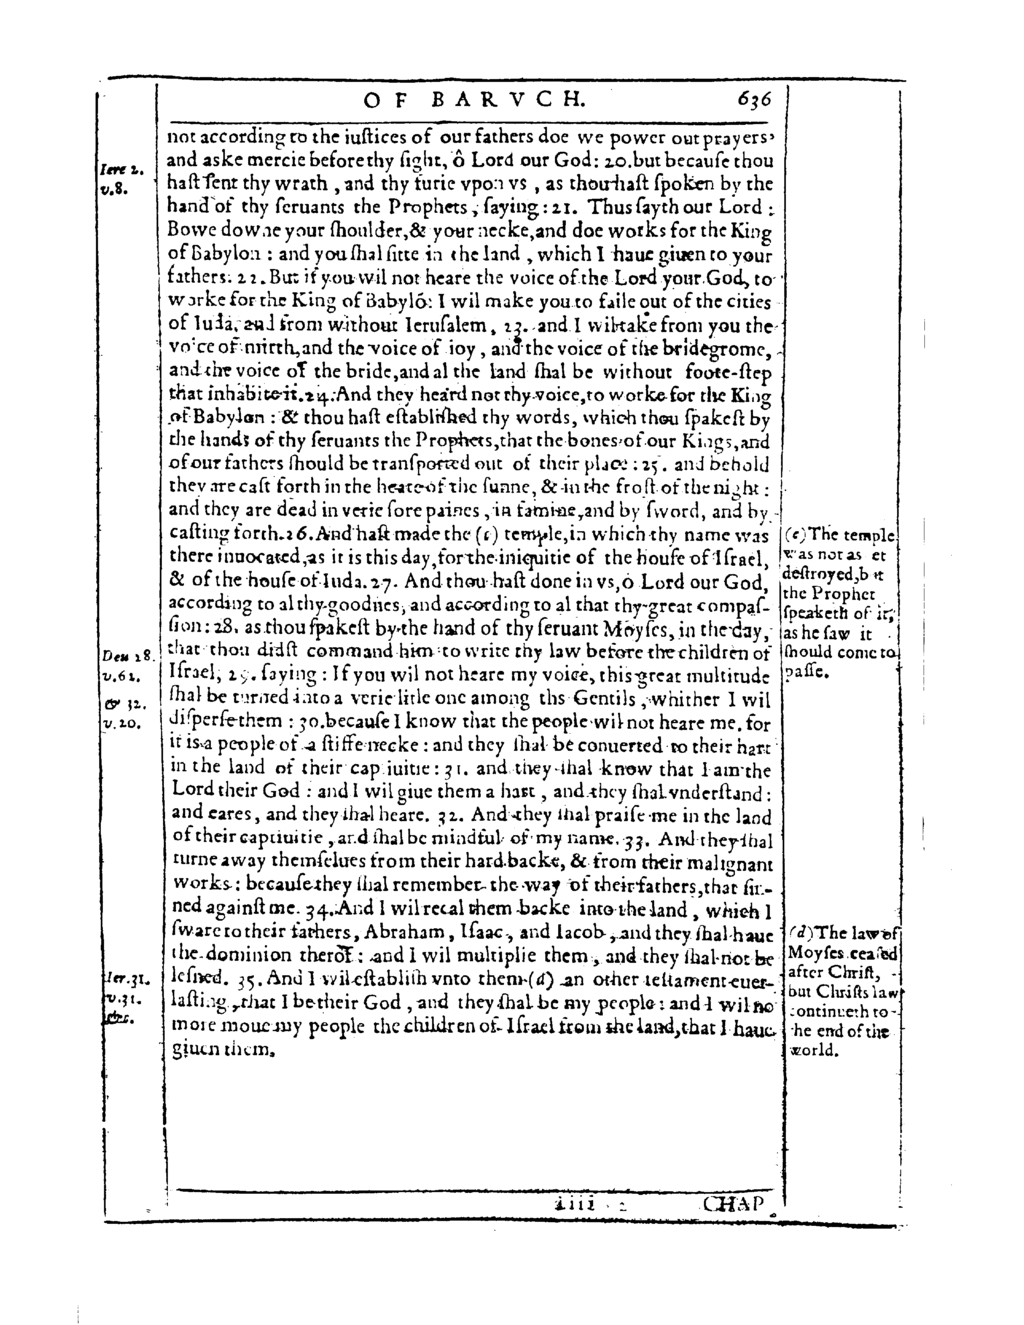 OF BARVCH. 636
not according to the iuſtices of our fathers doe we power out prayers,
and aske mercie before thy ſight, ô Lord our God: 20.but becauſe thou
haſt ſent thy wrath , and thy furie vpon vs , as thou haſt ſpoken by the
hand of thy ſeruants the Prophets , ſaying: 21. Thus ſayth our Lord :
Bowe downe your ſhoulder,& your necke,and doe workes for the King
of Babylon : and you ſhal ſitte in the land , which I haue giuen to your
fathers. 22. But if you wil not heare the voice of the Lord your God, to
worke for the King of Babylõ: I wil make you to faile out of the cities
of Iuda, and from without Ieruſalem, 23. and I wil take from you the
voice of mirth,and the voice of ioy , and the voice of the bridegrome,
and the voice of the bride,and al the land ſhal be without foote-ſtep
that inhabite it.24.And they heard not thy voice,to worke for the King
of Babylon : & thou haſt eſtabliſhed thy words, which thou ſpakeſt by
the hands of thy ſeruants the Prophets,that the bones of our Kings,and
of our fathers ſhould be tranſported out of their place : 25. and behold
they are caſt forth in the heate of the ſunne, & in the froſt of the night :
and they are dead in verie ſore paines , in famine,and by ſword, and by
caſting forth.26.And haſt made the (c) temple,in which thy name was
there inuocated,as it is this day,for the iniquitie of the houſe of Iſrael,
& of the houſe of Iuda. 27. And thou haſt done in vs,ô Lord our God,
according to al thy goodnes, and according to al that thy great compaſ-
ſion: 28. as thou ſpakeſt by the hand of thy ſeruant Moyſes, in the day,
that thou didſt command him to write thy law before the children of
Iſrael, 29. ſaying : If you wil not heare my voice, this great multitude
ſhal be turned into a verie litle one among ths Gentils , whither I wil
diſperſe them : 30.becauſe I know that the people wil not heare me, for
it is a people of a ſtiffe necke : and they ſhal be conuerted to their hart
in the land of their captiuitie : 31. and they ſhal know that I am the
Lord their God : and I wil giue them a hart , and they ſhal vnderſtand :
and eares, and they ſhal heare. 32. And they ſhal praiſe me in the land
of their captiuitie , and ſhal be mindful of my name. 33. And they ſhal
turne away themſelues from their hard backe, & from their malignant
works : becauſe they ſhal remember the way of their fathers,that ſin-
ned againſt me. 34. And I wil recal them backe into the land , which I
ſware to their fathers, Abraham, Iſaac, and Iacob, and they ſhal haue
the dominion therof : and I wil multiplie them , and they ſhal not be
leſned. 35. And I wil eſtabliſh vnto them (d) an other teſtament euer-
laſting , that I be their God , and they ſhal be my people : and I wil no
more moue my people the children of Iſrael from the land,that I haue
giuen them.
Iere 2.
v.8.
Deu 28.
v.62.
& 32.
v.20.
Ier.31.
v.31.
&c.
(c)The temple
was not as
deſtroyed,but
the Prophet
ſpeaketh of it,
as he ſaw it
ſhould come to
paſſe.
(d)The law of
Moyſes ceaſed
after Chriſt,
but Chriſts law
continueth to
the end of the
world.
iiii 2 CHAP